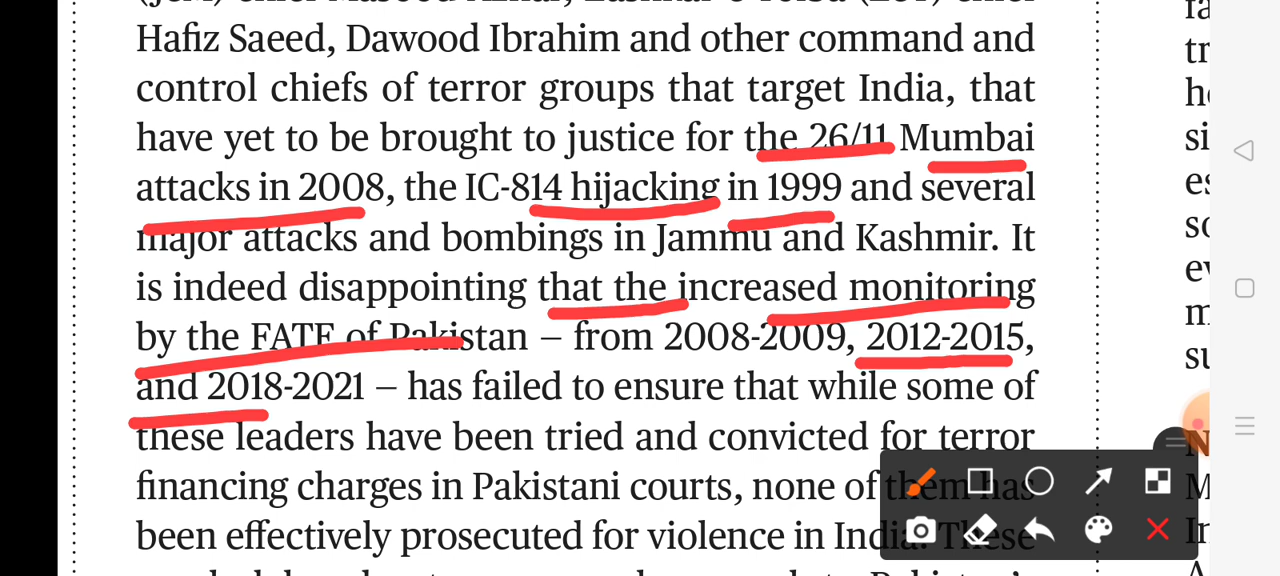 Hafiz Saeed, Dawood Ibrahim and other command and
control chiefs of terror groups that target India, that
have yet to be brought to justice for the 26/11 Mumbai
attacks in 2008, the IC-814 hijacking in 1999 and several
major attacks and bombings in Jammu and Kashmir. It
is indeed disappointing that the increased monitoring
by the FATF of Pakistan – from 2008-2009, 2012-2015,
and 2018-2021 – has failed to ensure that while some of
these leaders have been tried and convicted for terror
financing charges in Pakistani courts, none of them has
been effectively prosecuted for violence in India. These